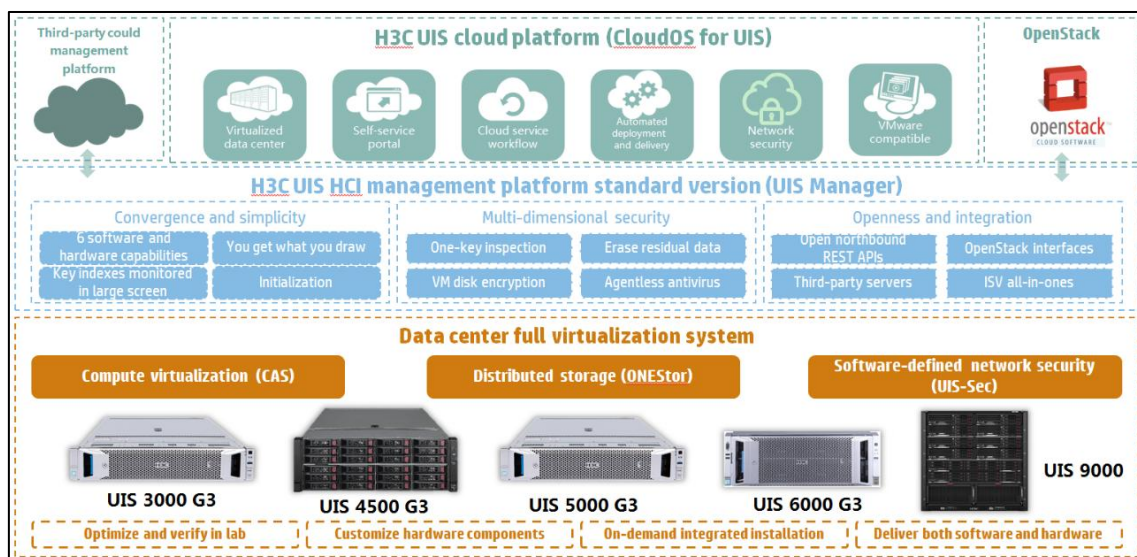 Third-party could
management
platform
H3C UIS cloud platform (CloudOS for UIS)
OpenStack
Virtualized
data center
Self-service
portal
Cloud service
workflow
Automated
deployment
and delivery
Network
security
VMware
compatible
openstack
CLOUD SOFTWARE
H3C UIS HCI management platform standard version (UIS Manager)
Convergence and simplicity
6 software and
hardware capabilities
You get what you draw
Key indexes monitored
in large screen
Initialization
Multi-dimensional security
One-key inspection
Erase residual data
VM disk encryption
Agentless antivirus
Openness and integration
Open northbound
REST APIs
OpenStack interfaces
Third-party servers
ISV all-in-ones
Data center full virtualization system
Compute virtualization (CAS)
Distributed storage (ONEStor)
Software-defined network security
(UIS-Sec)
UIS 3000 G3
UIS 4500 G3
UIS 5000 G3
UIS 6000 G3
UIS 9000
Optimize and verify in lab
Customize hardware components
On-demand integrated installation
Deliver both software and hardware